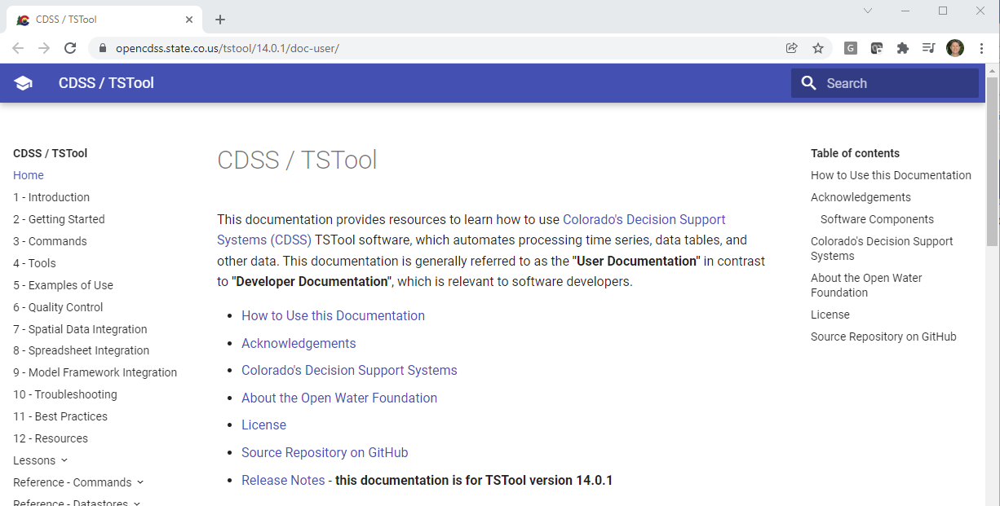 CDSS / TSTool
opencdss.state.co.us/tstool/14.0.1/doc-user/
G
CDSS / TSTool
Search
CDSS / TSTool
Home
1 - Introduction
2 - Getting Started
3 - Commands
4 - Tools
5 - Examples of Use
6 - Quality Control
7 - Spatial Data Integration
8 - Spreadsheet Integration
9 - Model Framework Integration
10 - Troubleshooting
11 - Best Practices
12 - Resources
Lessons
Reference - Commands
Reference - Datastores
CDSS / TSTool
This documentation provides resources to learn how to use Colorado's Decision Support
Systems (CDSS) TSTool software, which automates processing time series, data tables, and
other data. This documentation is generally referred to as the "User Documentation" in contrast
to "Developer Documentation", which is relevant to software developers.
• How to Use this Documentation
• Acknowledgements
• Colorado's Decision Support Systems
• About the Open Water Foundation
• License
• Source Repository on GitHub
• Release Notes - this documentation is for TSTool version 14.0.1
Table of contents
How to Use this Documentation
Acknowledgements
Software Components
Colorado's Decision Support
Systems
About the Open Water
Foundation
License
Source Repository on GitHub